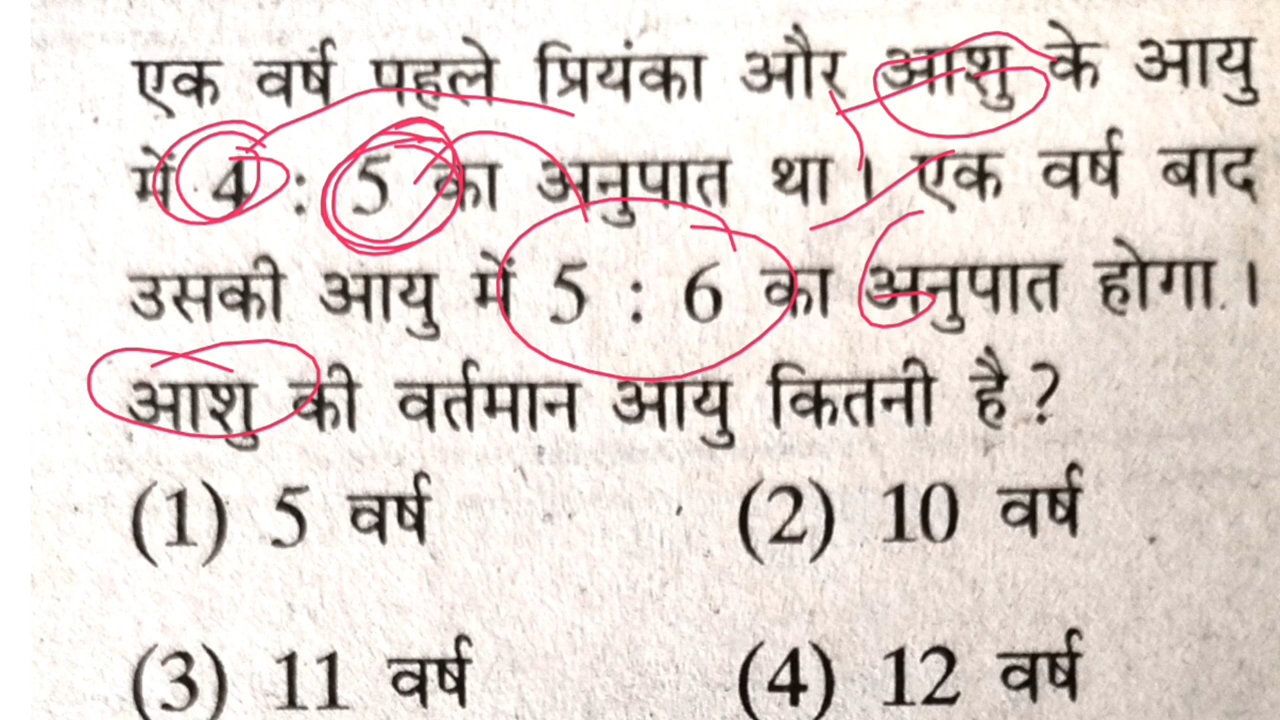 एक वर्ष पहले प्रियंका और आशु के आयु
में 4 : 5 का अनुपात था। एक वर्ष बाद
उसकी आयु में 5 : 6 का अनुपात होगा।
आशु की वर्तमान आयु कितनी है?
(1) 5 वर्ष (2) 10 वर्ष
(3) 11 वर्ष (4) 12 वर्ष